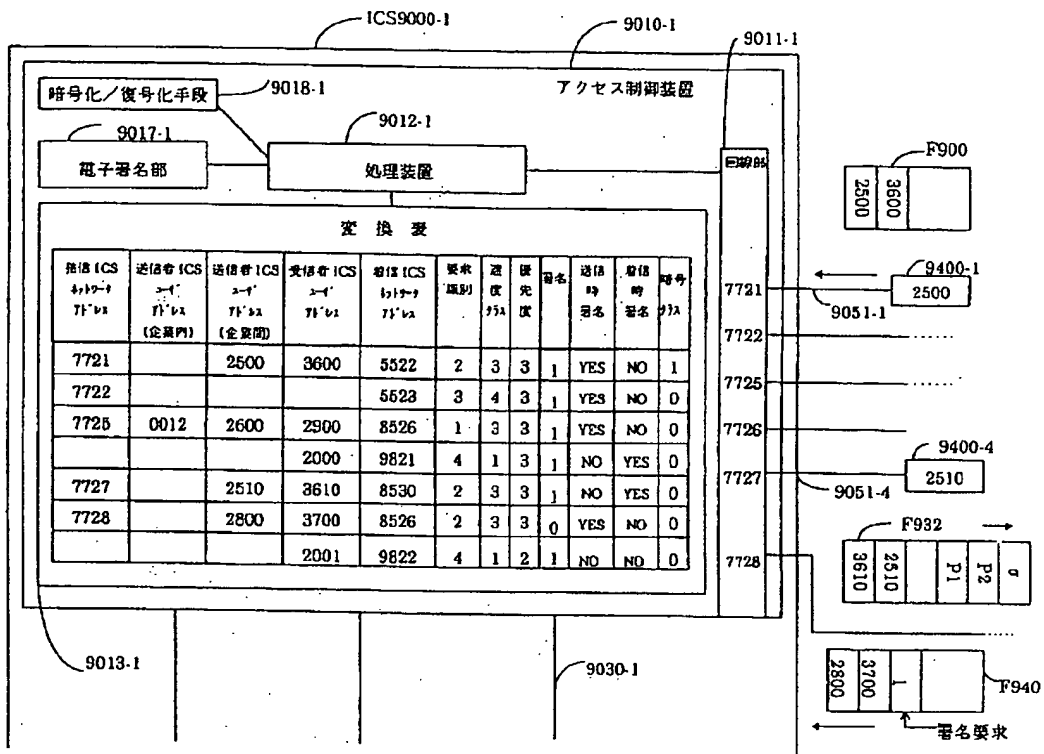 ICS9000-1
9010-1
9011-1
アクセス制御装置
暗号化/復号化手段
9018-1
9017-1
9012-1
電子署名部
処理装置
回線部
F900
2500 3600
変換表
発信ICS ネットワーク アドレス 送信者ICS ユーザ アドレス (企業内) 送信者ICS ユーザ アドレス (企業間) 受信者ICS ユーザ アドレス 着信ICS ネットワーク アドレス 要求識別 速度クラス 優先度 署名 送信時署名 着信時署名 暗号クラス
7721 2500 3600 5522 2 3 3 1 YES NO 1
7722 5523 3 4 3 1 YES NO 0
7725 0012 2600 2900 8526 1 3 3 1 YES NO 0
2000 9821 4 1 3 1 NO YES 0
7727 2510 3610 8530 2 3 3 1 NO YES 0
7728 2800 3700 8526 2 3 3 0 YES NO 0
2001 9822 4 1 2 1 NO NO 0
7721
7722
7725
7726
7727
7728
9400-1
2500
9051-1
9400-4
2510
9051-4
F932
3610 2510 P1 P2 σ
9013-1
9030-1
2800 3700 1
F940
署名要求